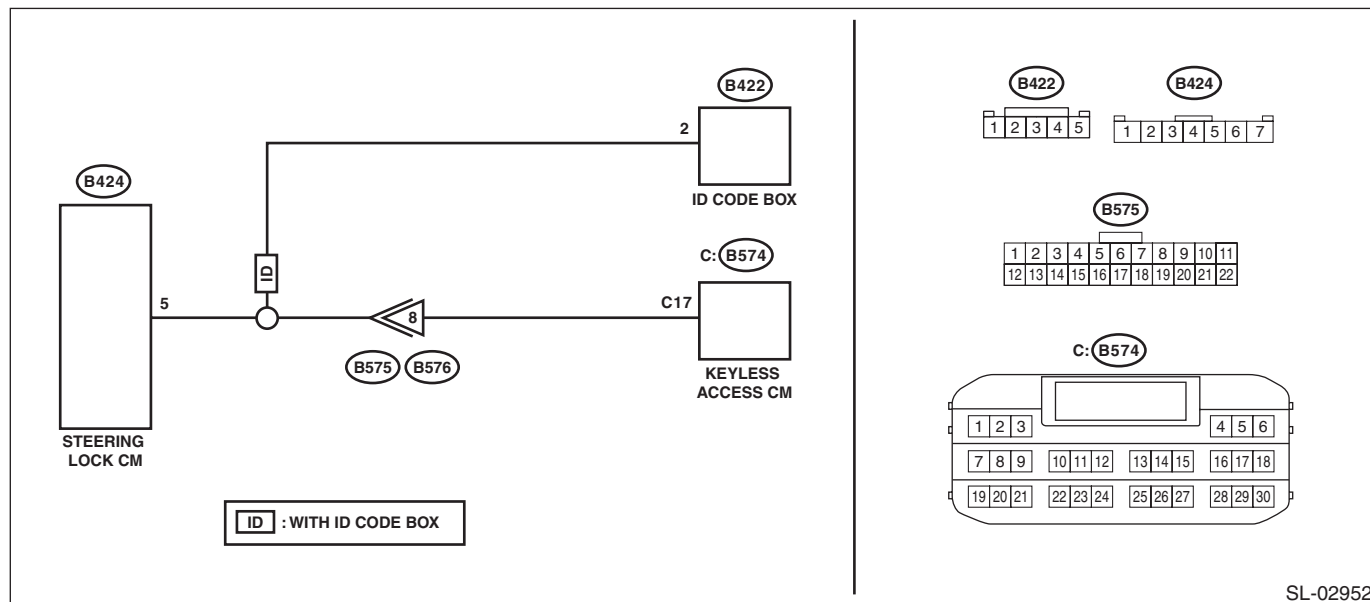 B422
2
ID CODE BOX
B424
ID
5
8
B575 B576
C: B574
C17
KEYLESS
ACCESS CM
STEERING
LOCK CM
ID : WITH ID CODE BOX
B422
1 2 3 4 5
B424
1 2 3 4 5 6 7
B575
1 2 3 4 5 6 7 8 9 10 11
12 13 14 15 16 17 18 19 20 21 22
C: B574
1 2 3 4 5 6
7 8 9 10 11 12 13 14 15 16 17 18
19 20 21 22 23 24 25 26 27 28 29 30
SL-02952